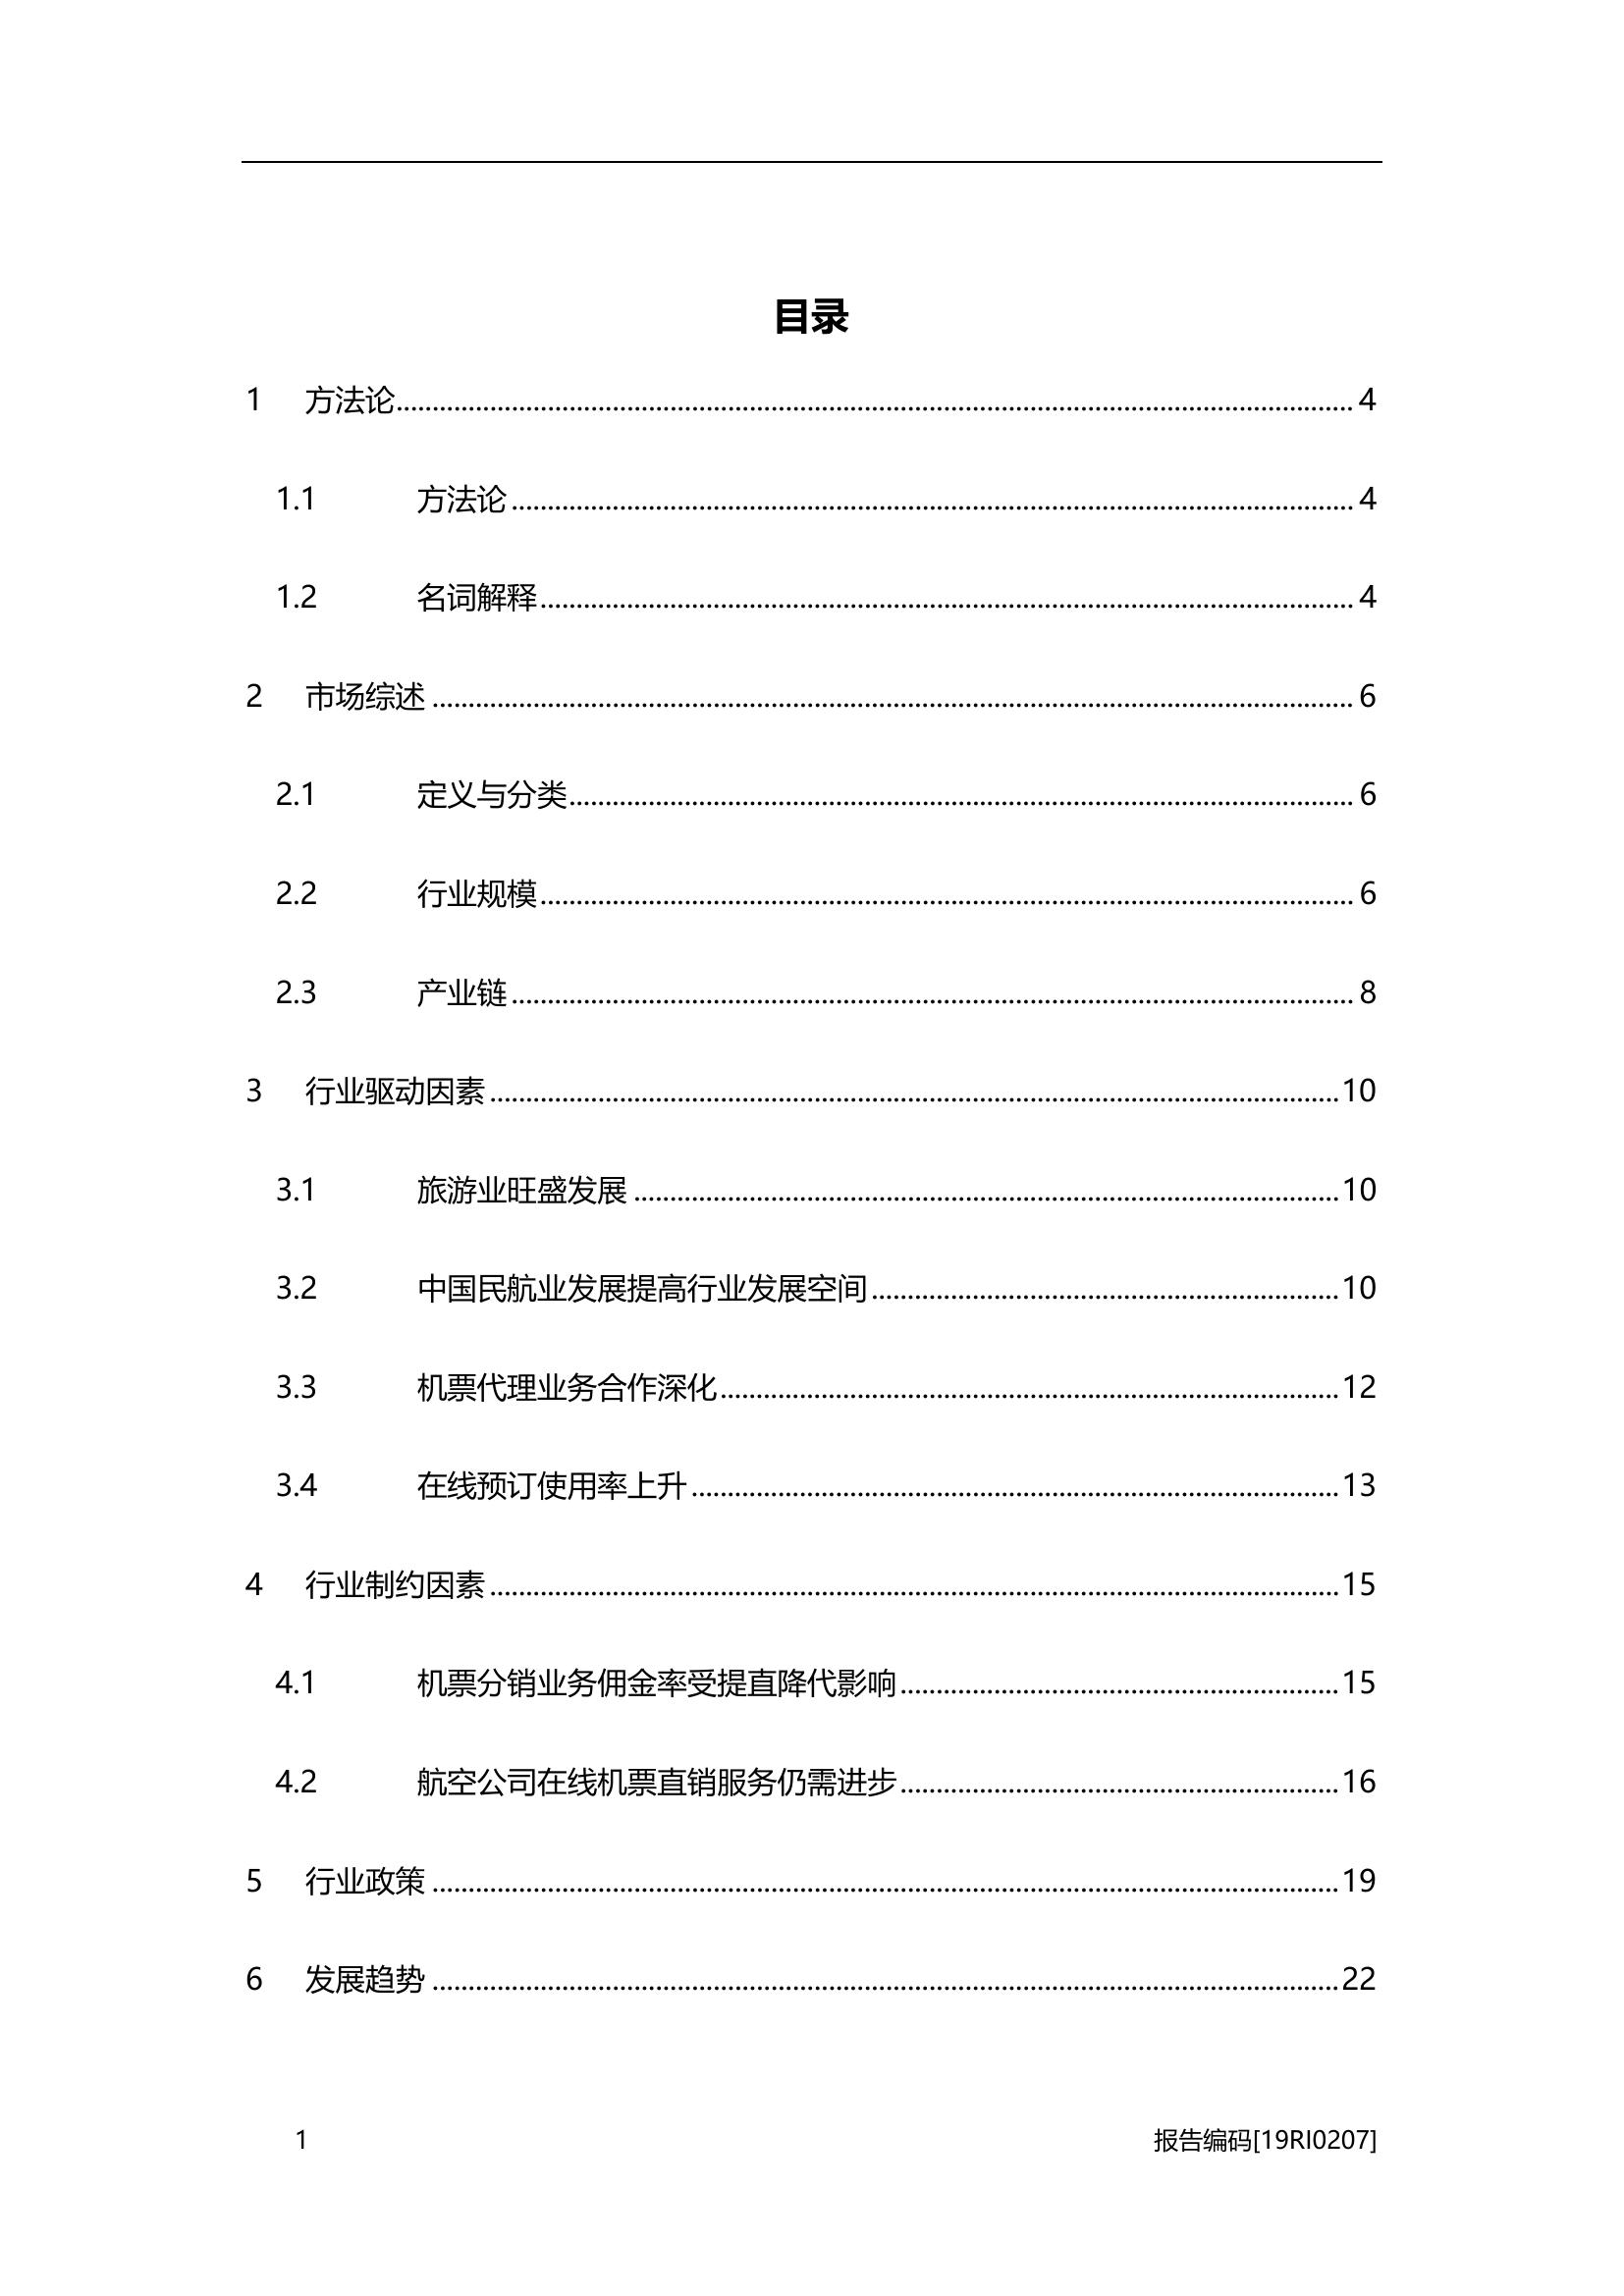 目录
1 方法论........................................ 4
1.1 方法论........................................ 4
1.2 名词解释........................................ 4
2 市场综述........................................ 6
2.1 定义与分类........................................ 6
2.2 行业规模........................................ 6
2.3 产业链........................................ 8
3 行业驱动因素........................................ 10
3.1 旅游业旺盛发展........................................ 10
3.2 中国民航业发展提高行业发展空间........................................ 10
3.3 机票代理业务合作深化........................................ 12
3.4 在线预订使用率上升........................................ 13
4 行业制约因素........................................ 15
4.1 机票分销业务佣金率受提直降代影响........................................ 15
4.2 航空公司在线机票直销服务仍需进步........................................ 16
5 行业政策........................................ 19
6 发展趋势........................................ 22
1 报告编码[19RI0207]